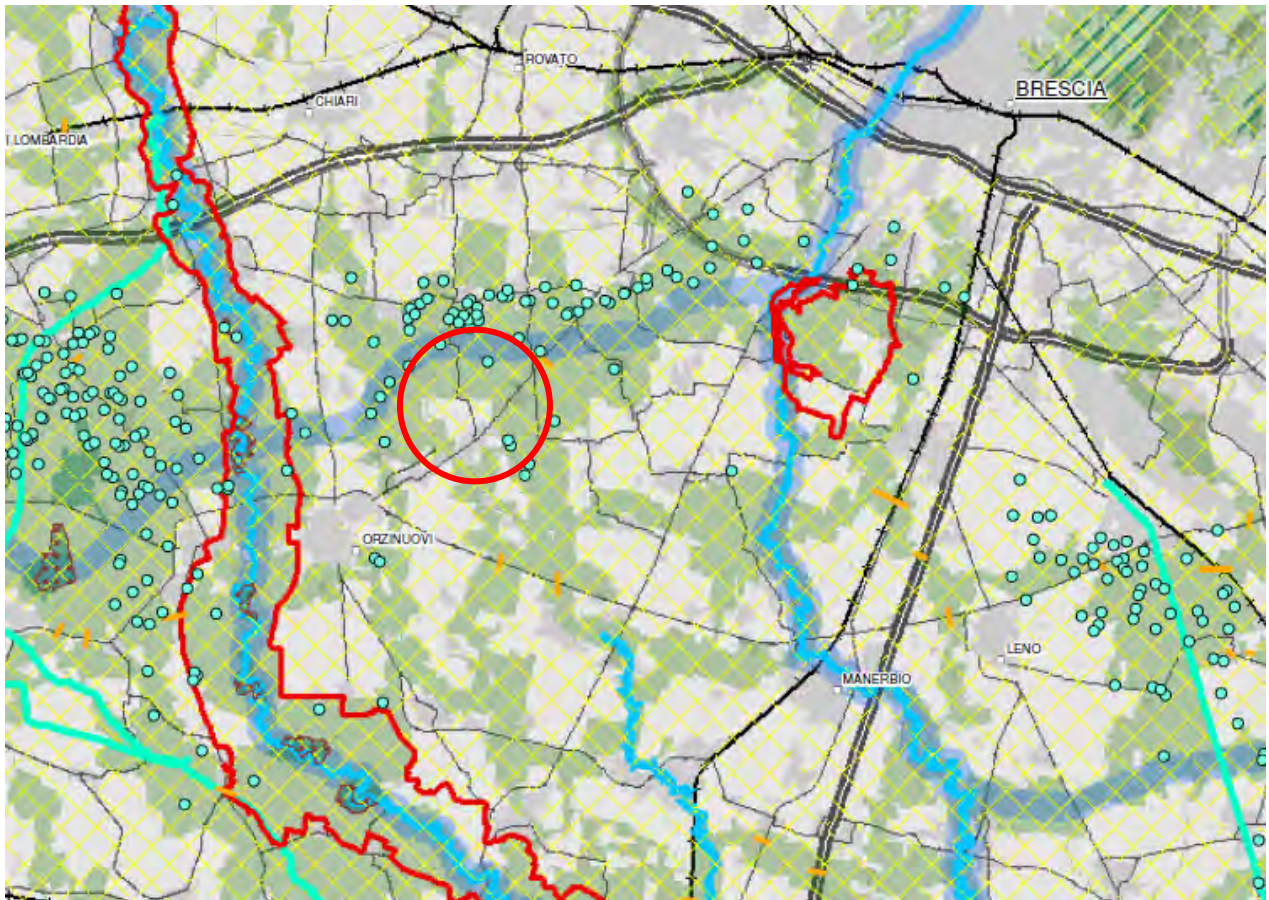 ROVATO
BRESCIA
CHIARI
I LOMBARDIA
ORZINUOVI
LENO
MANERBIO